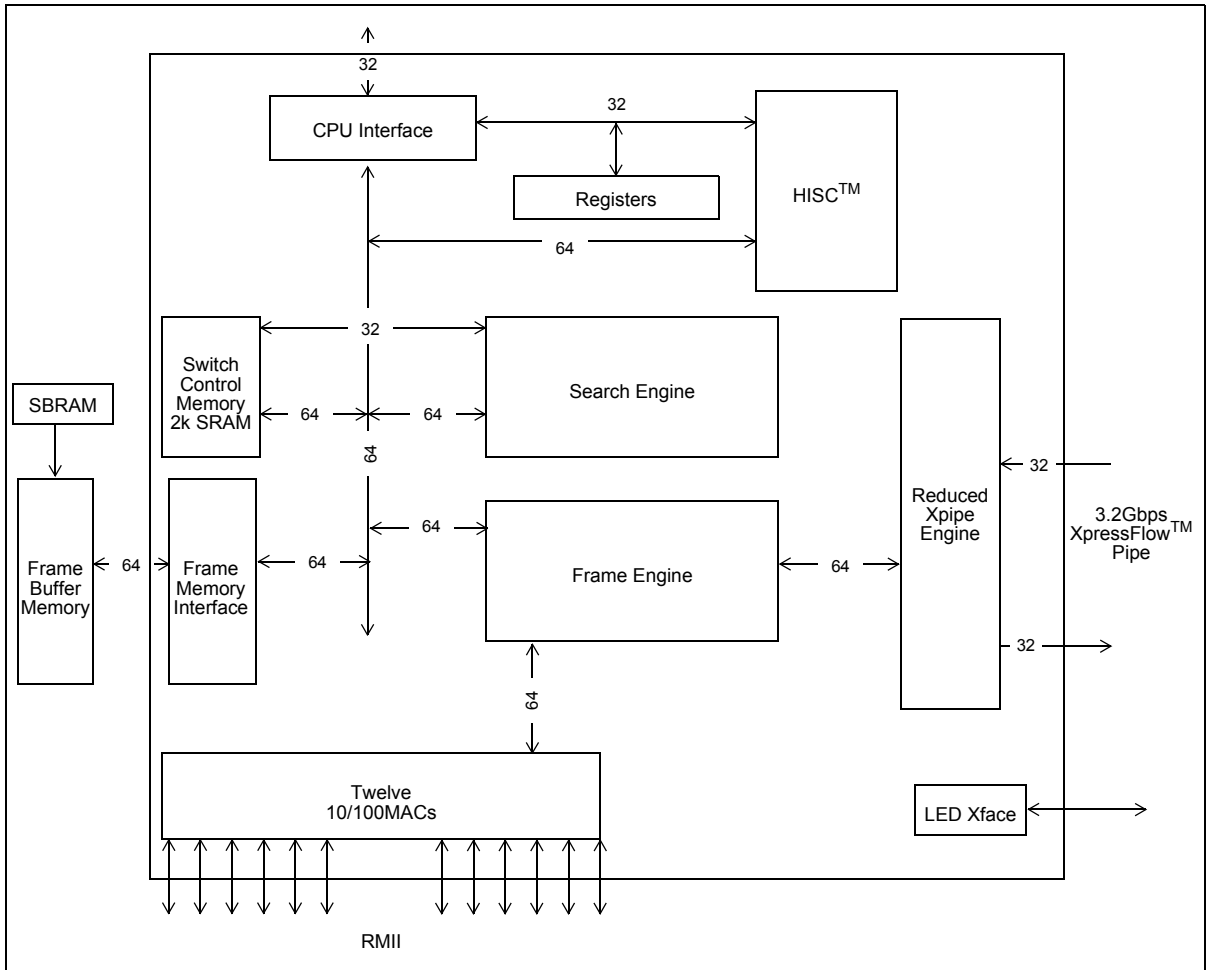 32
CPU Interface
32
Registers
HISC™
64
Switch
Control
Memory
2k SRAM
32
64
64
64
Search Engine
SBRAM
Frame
Buffer
Memory
64
Frame
Memory
Interface
64
64
Frame Engine
64
Reduced
Xpipe
Engine
32
3.2Gbps
XpressFlow™
Pipe
32
64
Twelve
10/100MACs
LED Xface
RMII